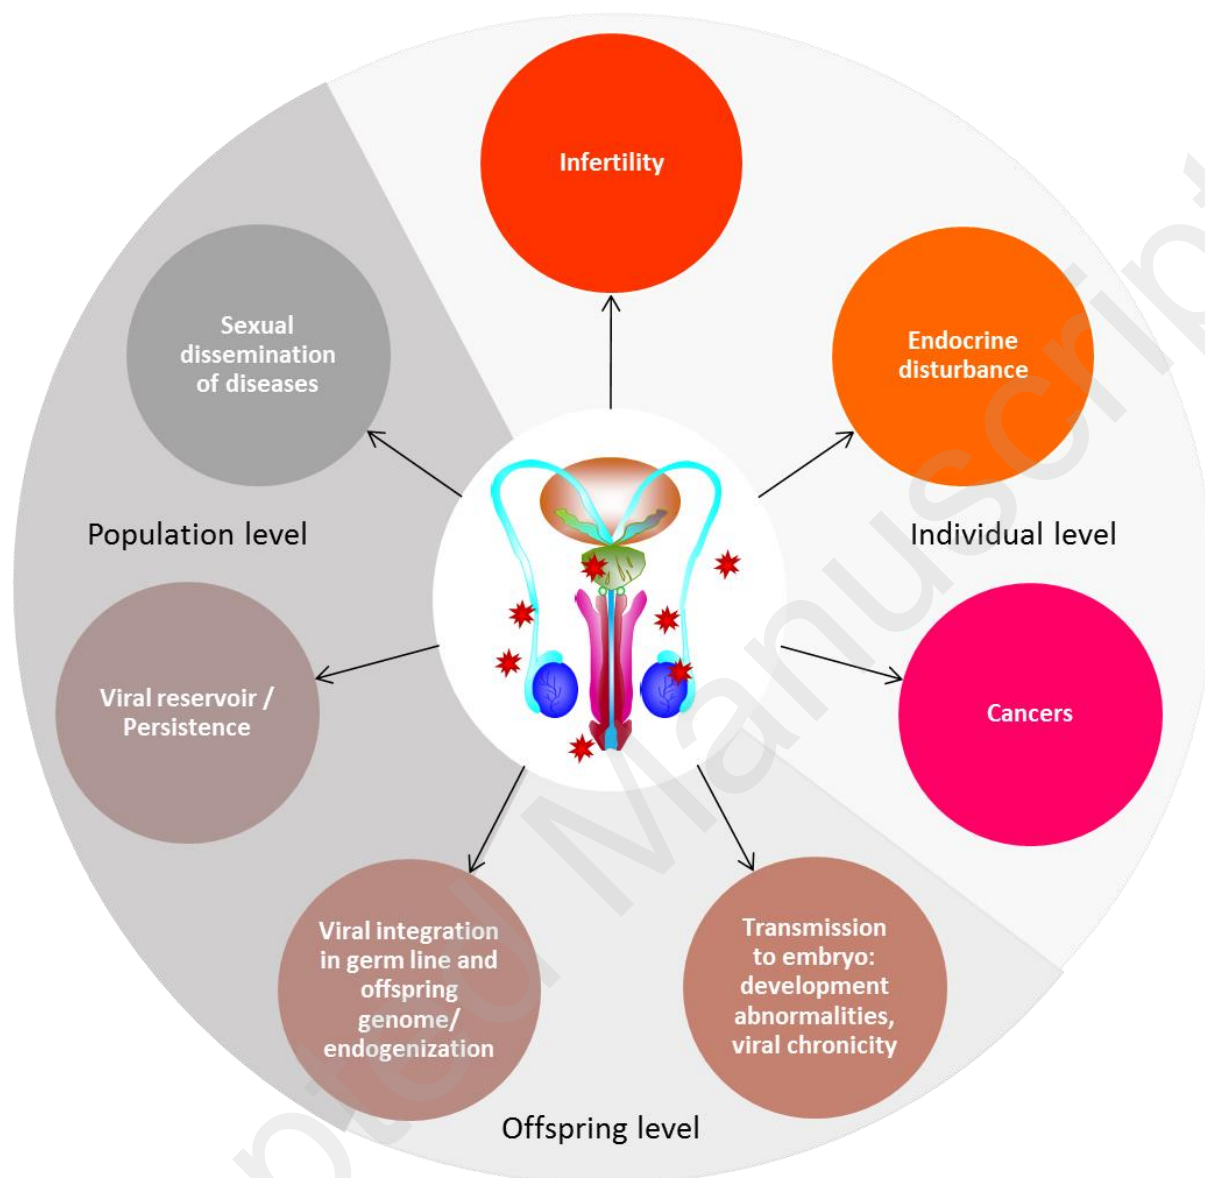 Infertility
Sexual
dissemination
of diseases
Endocrine
disturbance
Population level
Individual level
Viral reservoir /
Persistence
Cancers
Viral integration
in germ line and
offspring
genome/
endogenization
Transmission
to embryo:
development
abnormalities,
viral chronicity
Offspring level
Manuscript